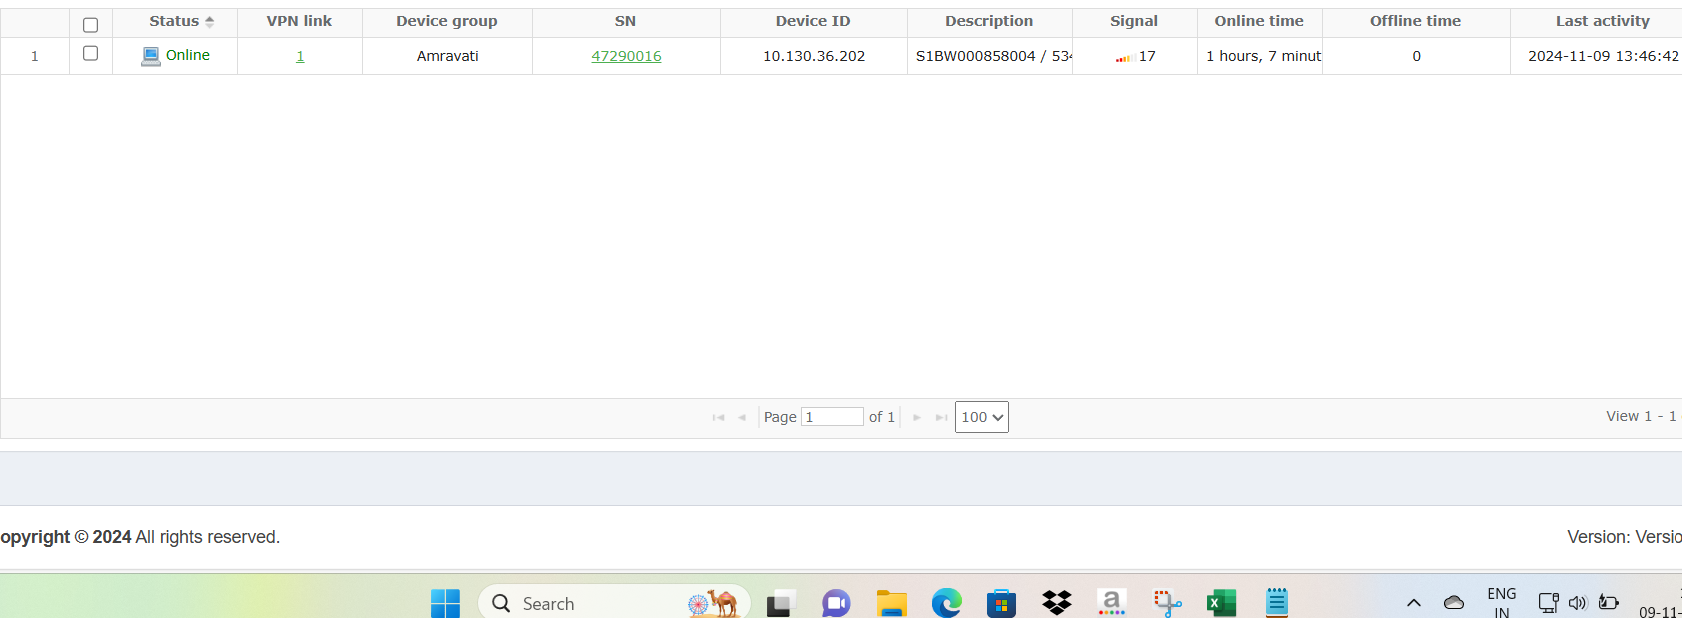 Status VPN link Device group SN Device ID Description Signal Online time Offline time Last activity
1 Online 1 Amravati 47290016 10.130.36.202 S1BW000858004 / 534 17 1 hours, 7 minut 0 2024-11-09 13:46:42
Page 1 of 1 100 View 1 - 1
opyright © 2024 All rights reserved. Version: Versio
Search a X ENG
IN 09-11-